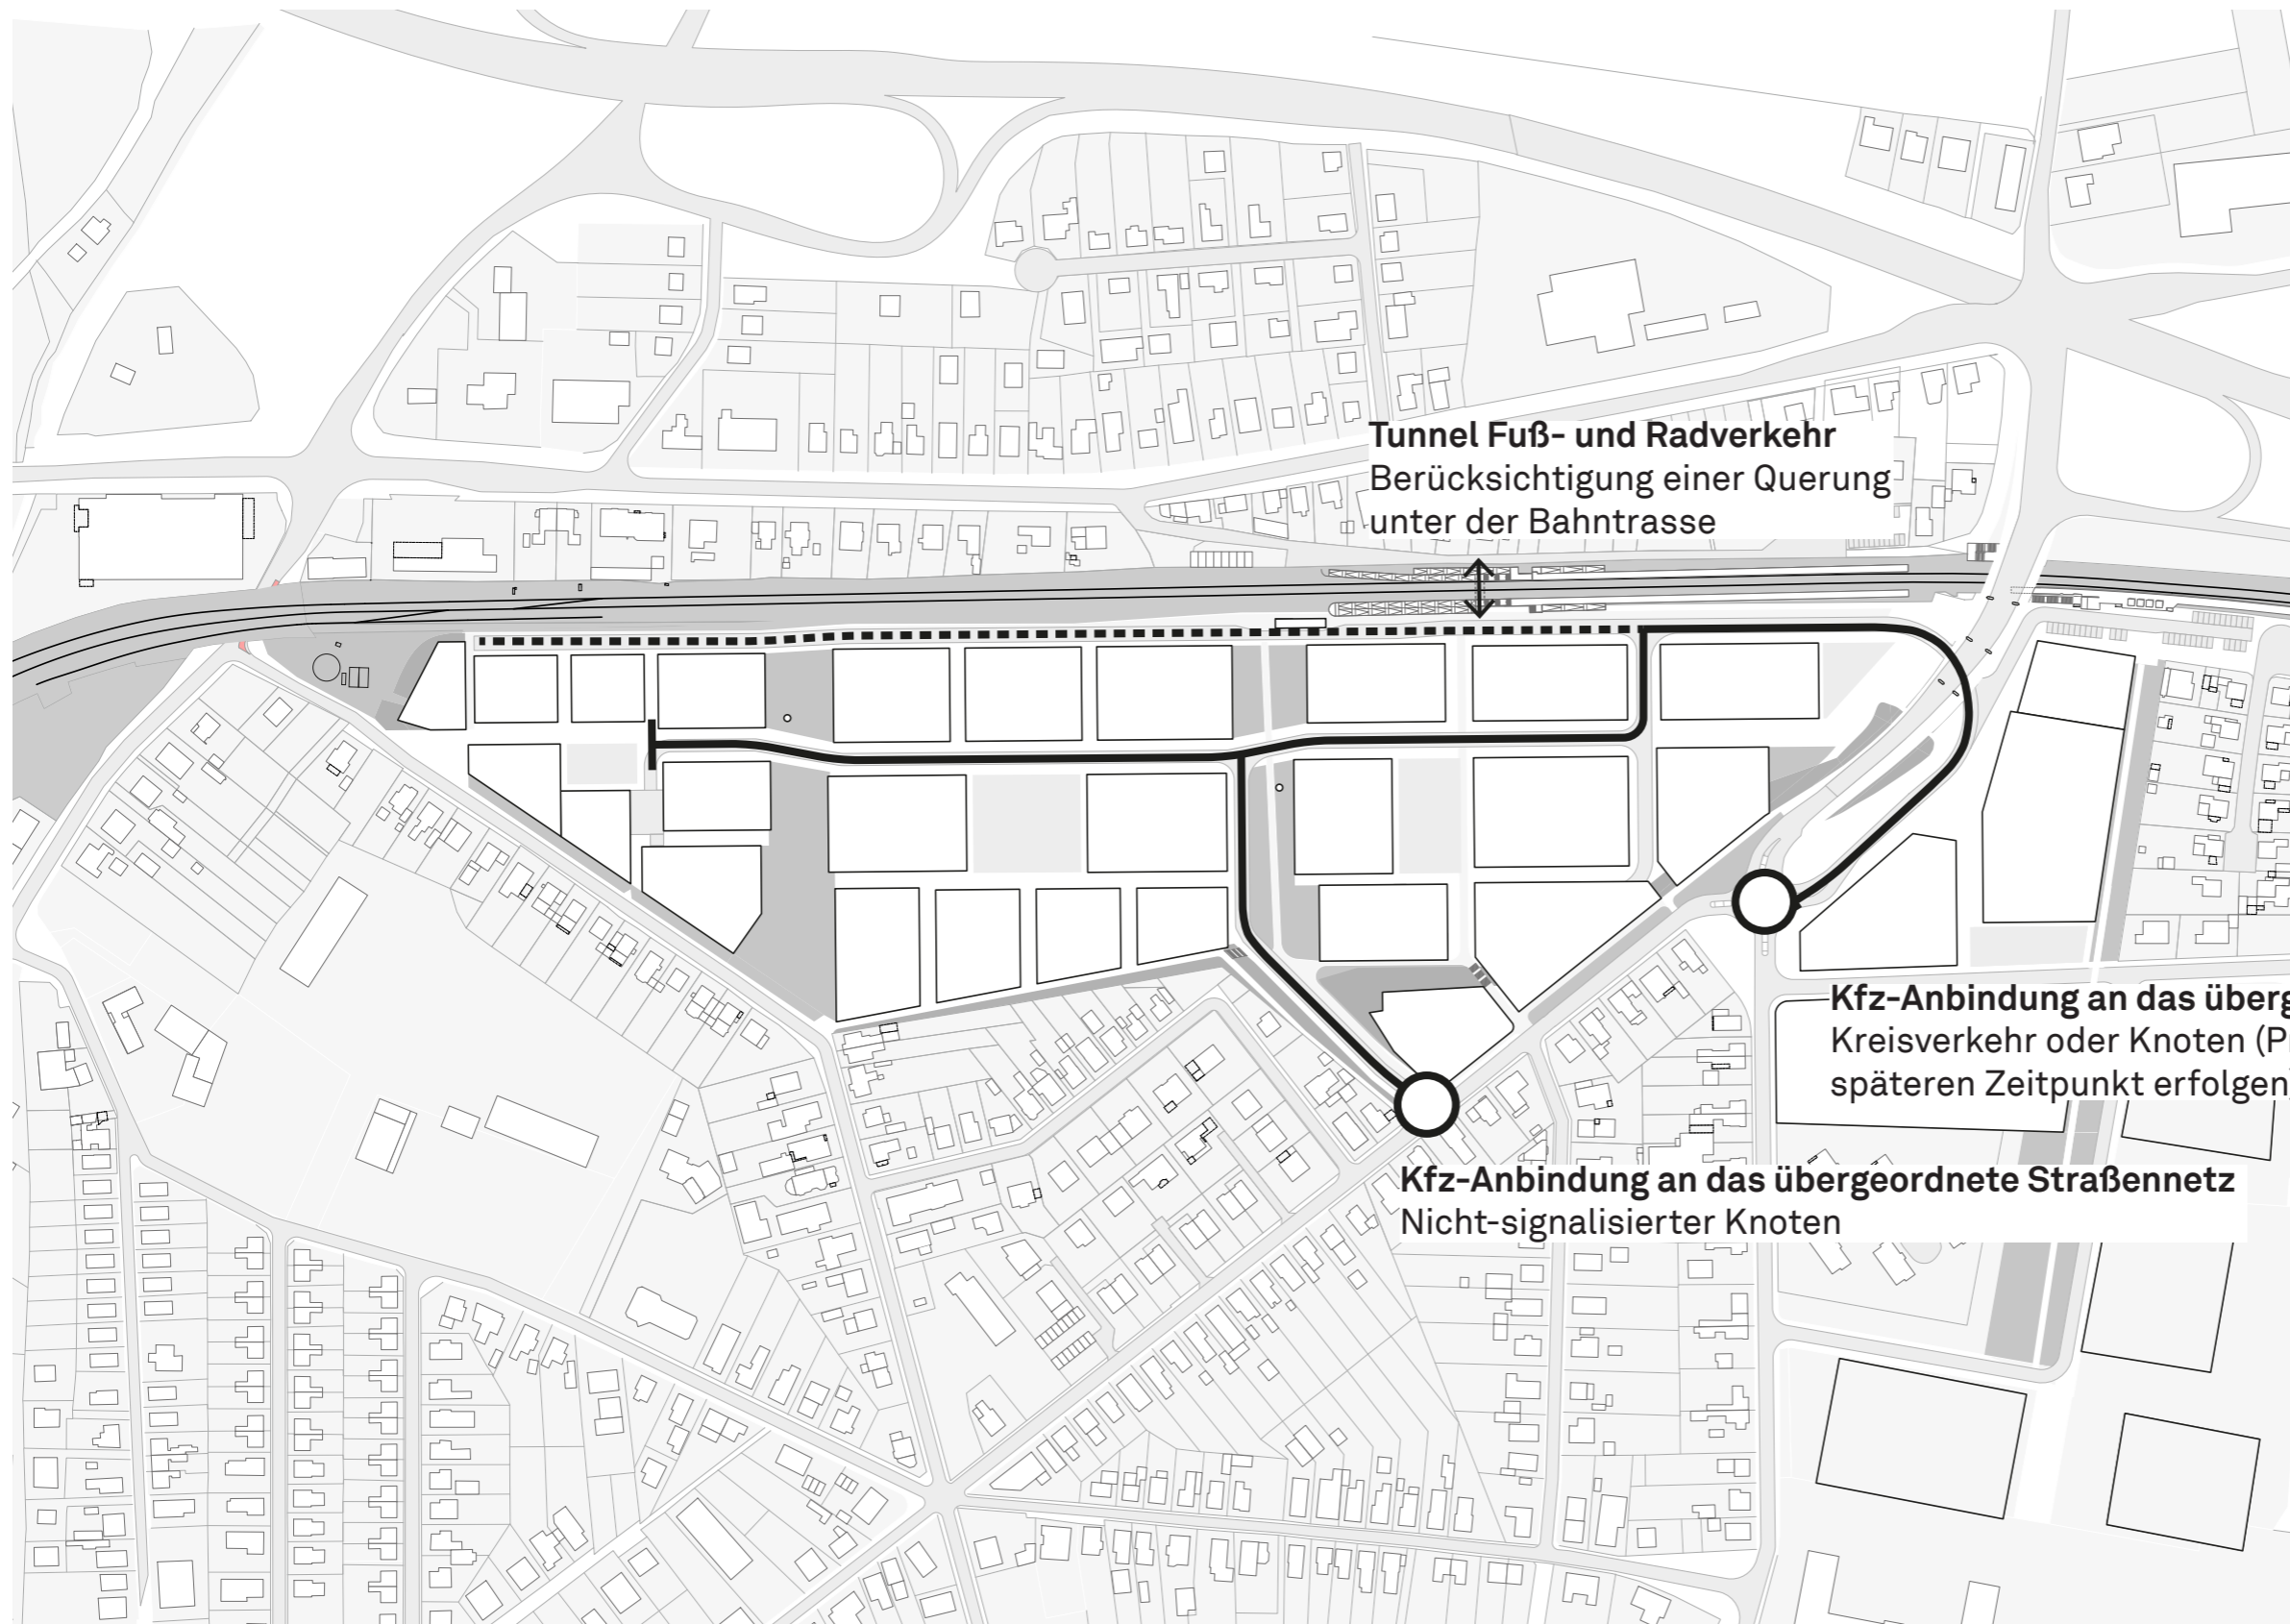 Tunnel Fuß- und Radverkehr
Berücksichtigung einer Querung
unter der Bahntrasse
Kfz-Anbindung an das überg
Kreisverkehr oder Knoten (P
späteren Zeitpunkt erfolgen)
Kfz-Anbindung an das übergeordnete Straßennetz
Nicht-signalisierter Knoten